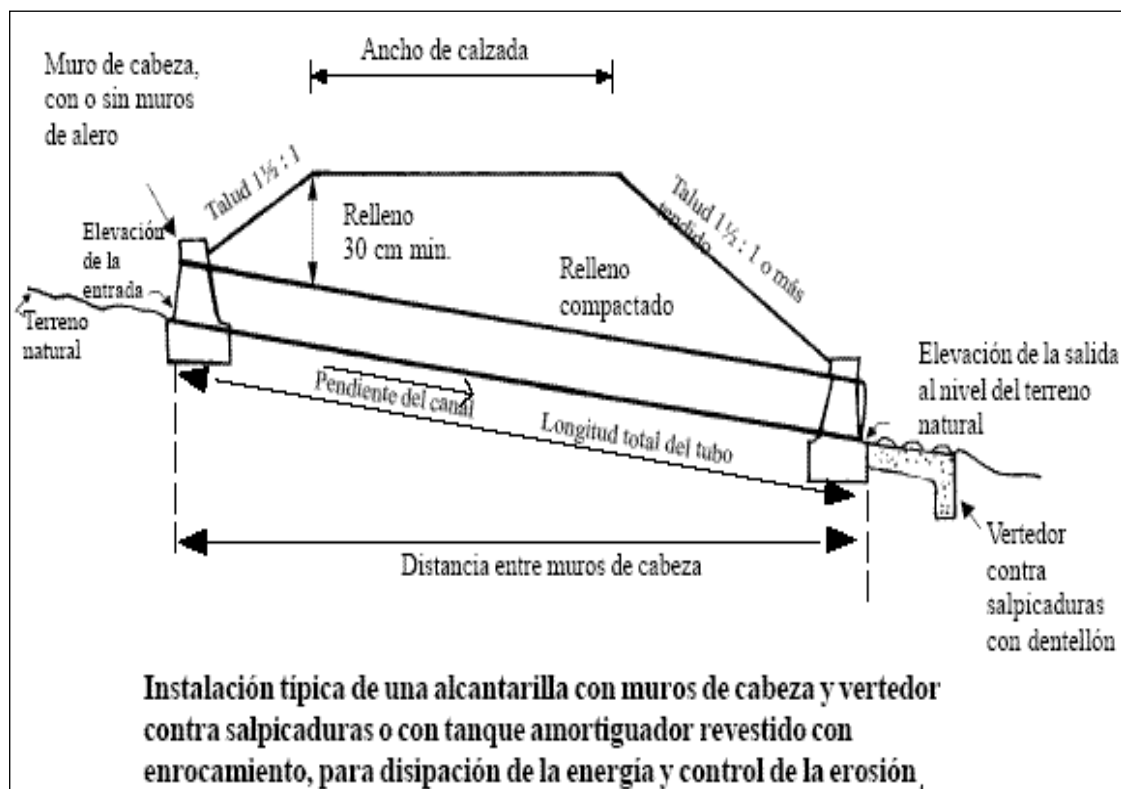 Ancho de calzada
Muro de cabeza,
con o sin muros
de alero
Talud 1½ : 1
Relleno
30 cm min.
Talud 1½ : 1 o más
tendido
Elevación
de la
entrada
Relleno
compactado
Terreno
natural
Elevación de la salida
al nivel del terreno
natural
Pendiente del canal
Longitud total del tubo
Distancia entre muros de cabeza
Vertedor
contra
salpicaduras
con dentellón
Instalación típica de una alcantarilla con muros de cabeza y vertedor
contra salpicaduras o con tanque amortiguador revestido con
enrocamiento, para disipación de la energía y control de la erosión